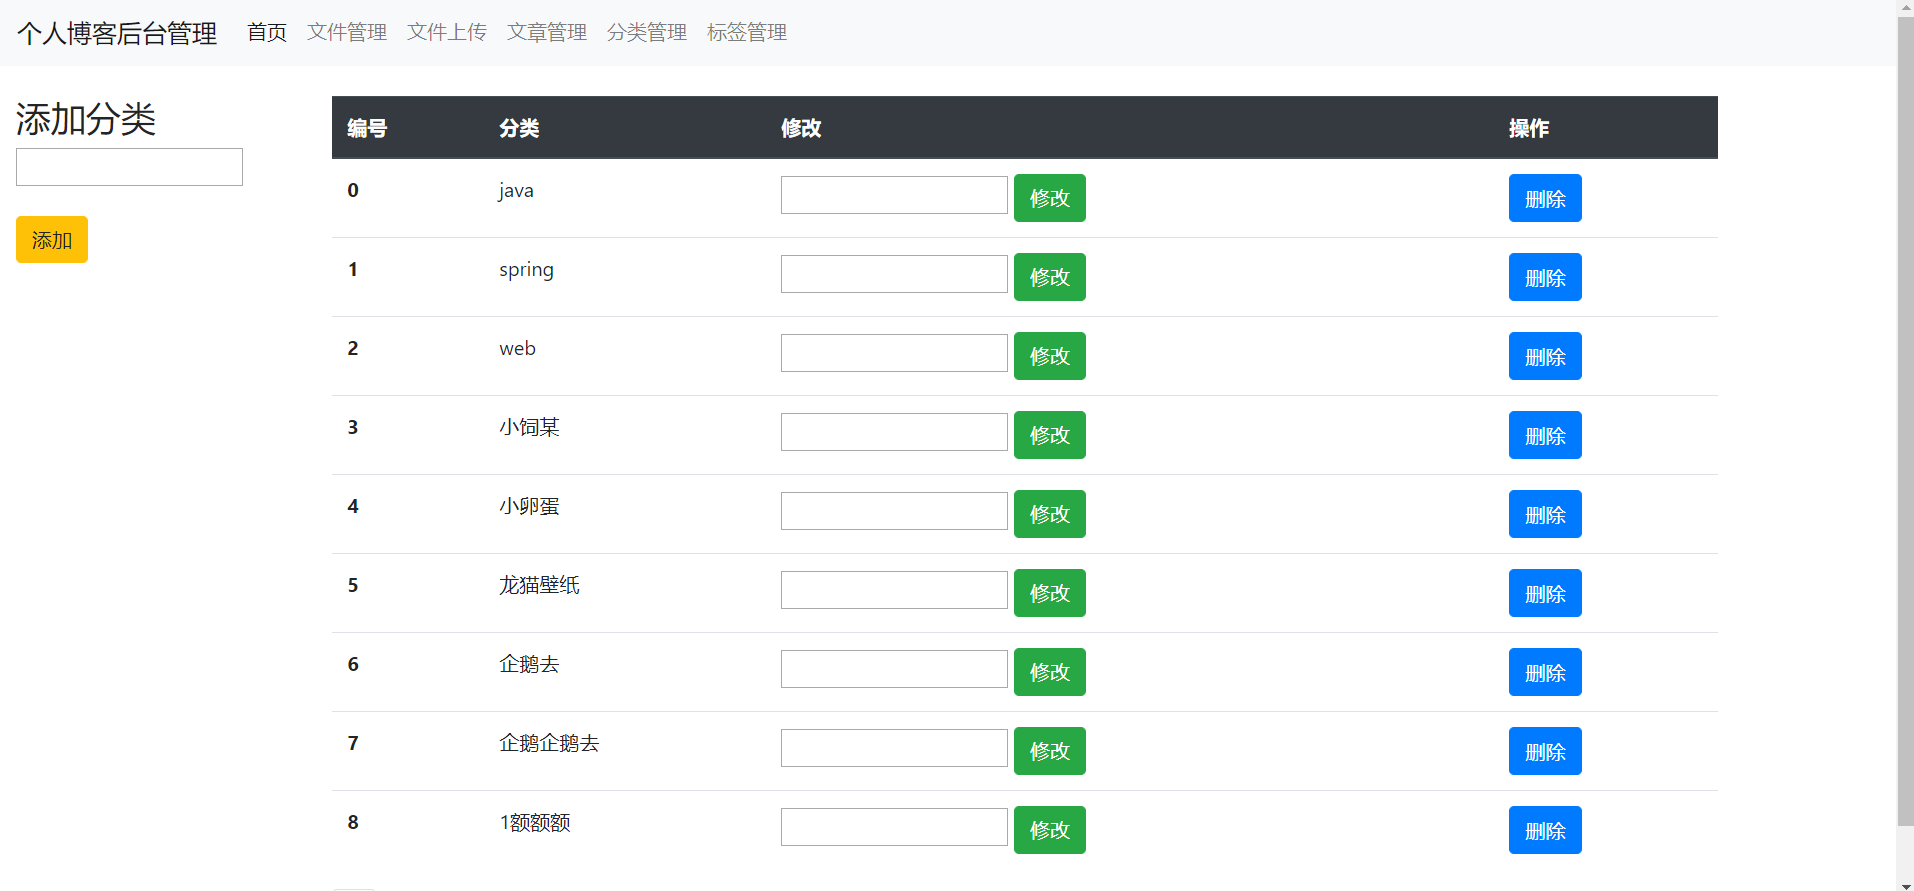 个人博客后台管理 首页 文件管理 文件上传 文章管理 分类管理 标签管理
添加分类
添加
编号 分类 修改 操作
0 java 修改 删除
1 spring 修改 删除
2 web 修改 删除
3 小饲某 修改 删除
4 小卵蛋 修改 删除
5 龙猫壁纸 修改 删除
6 企鹅去 修改 删除
7 企鹅企鹅去 修改 删除
8 1额额额 修改 删除